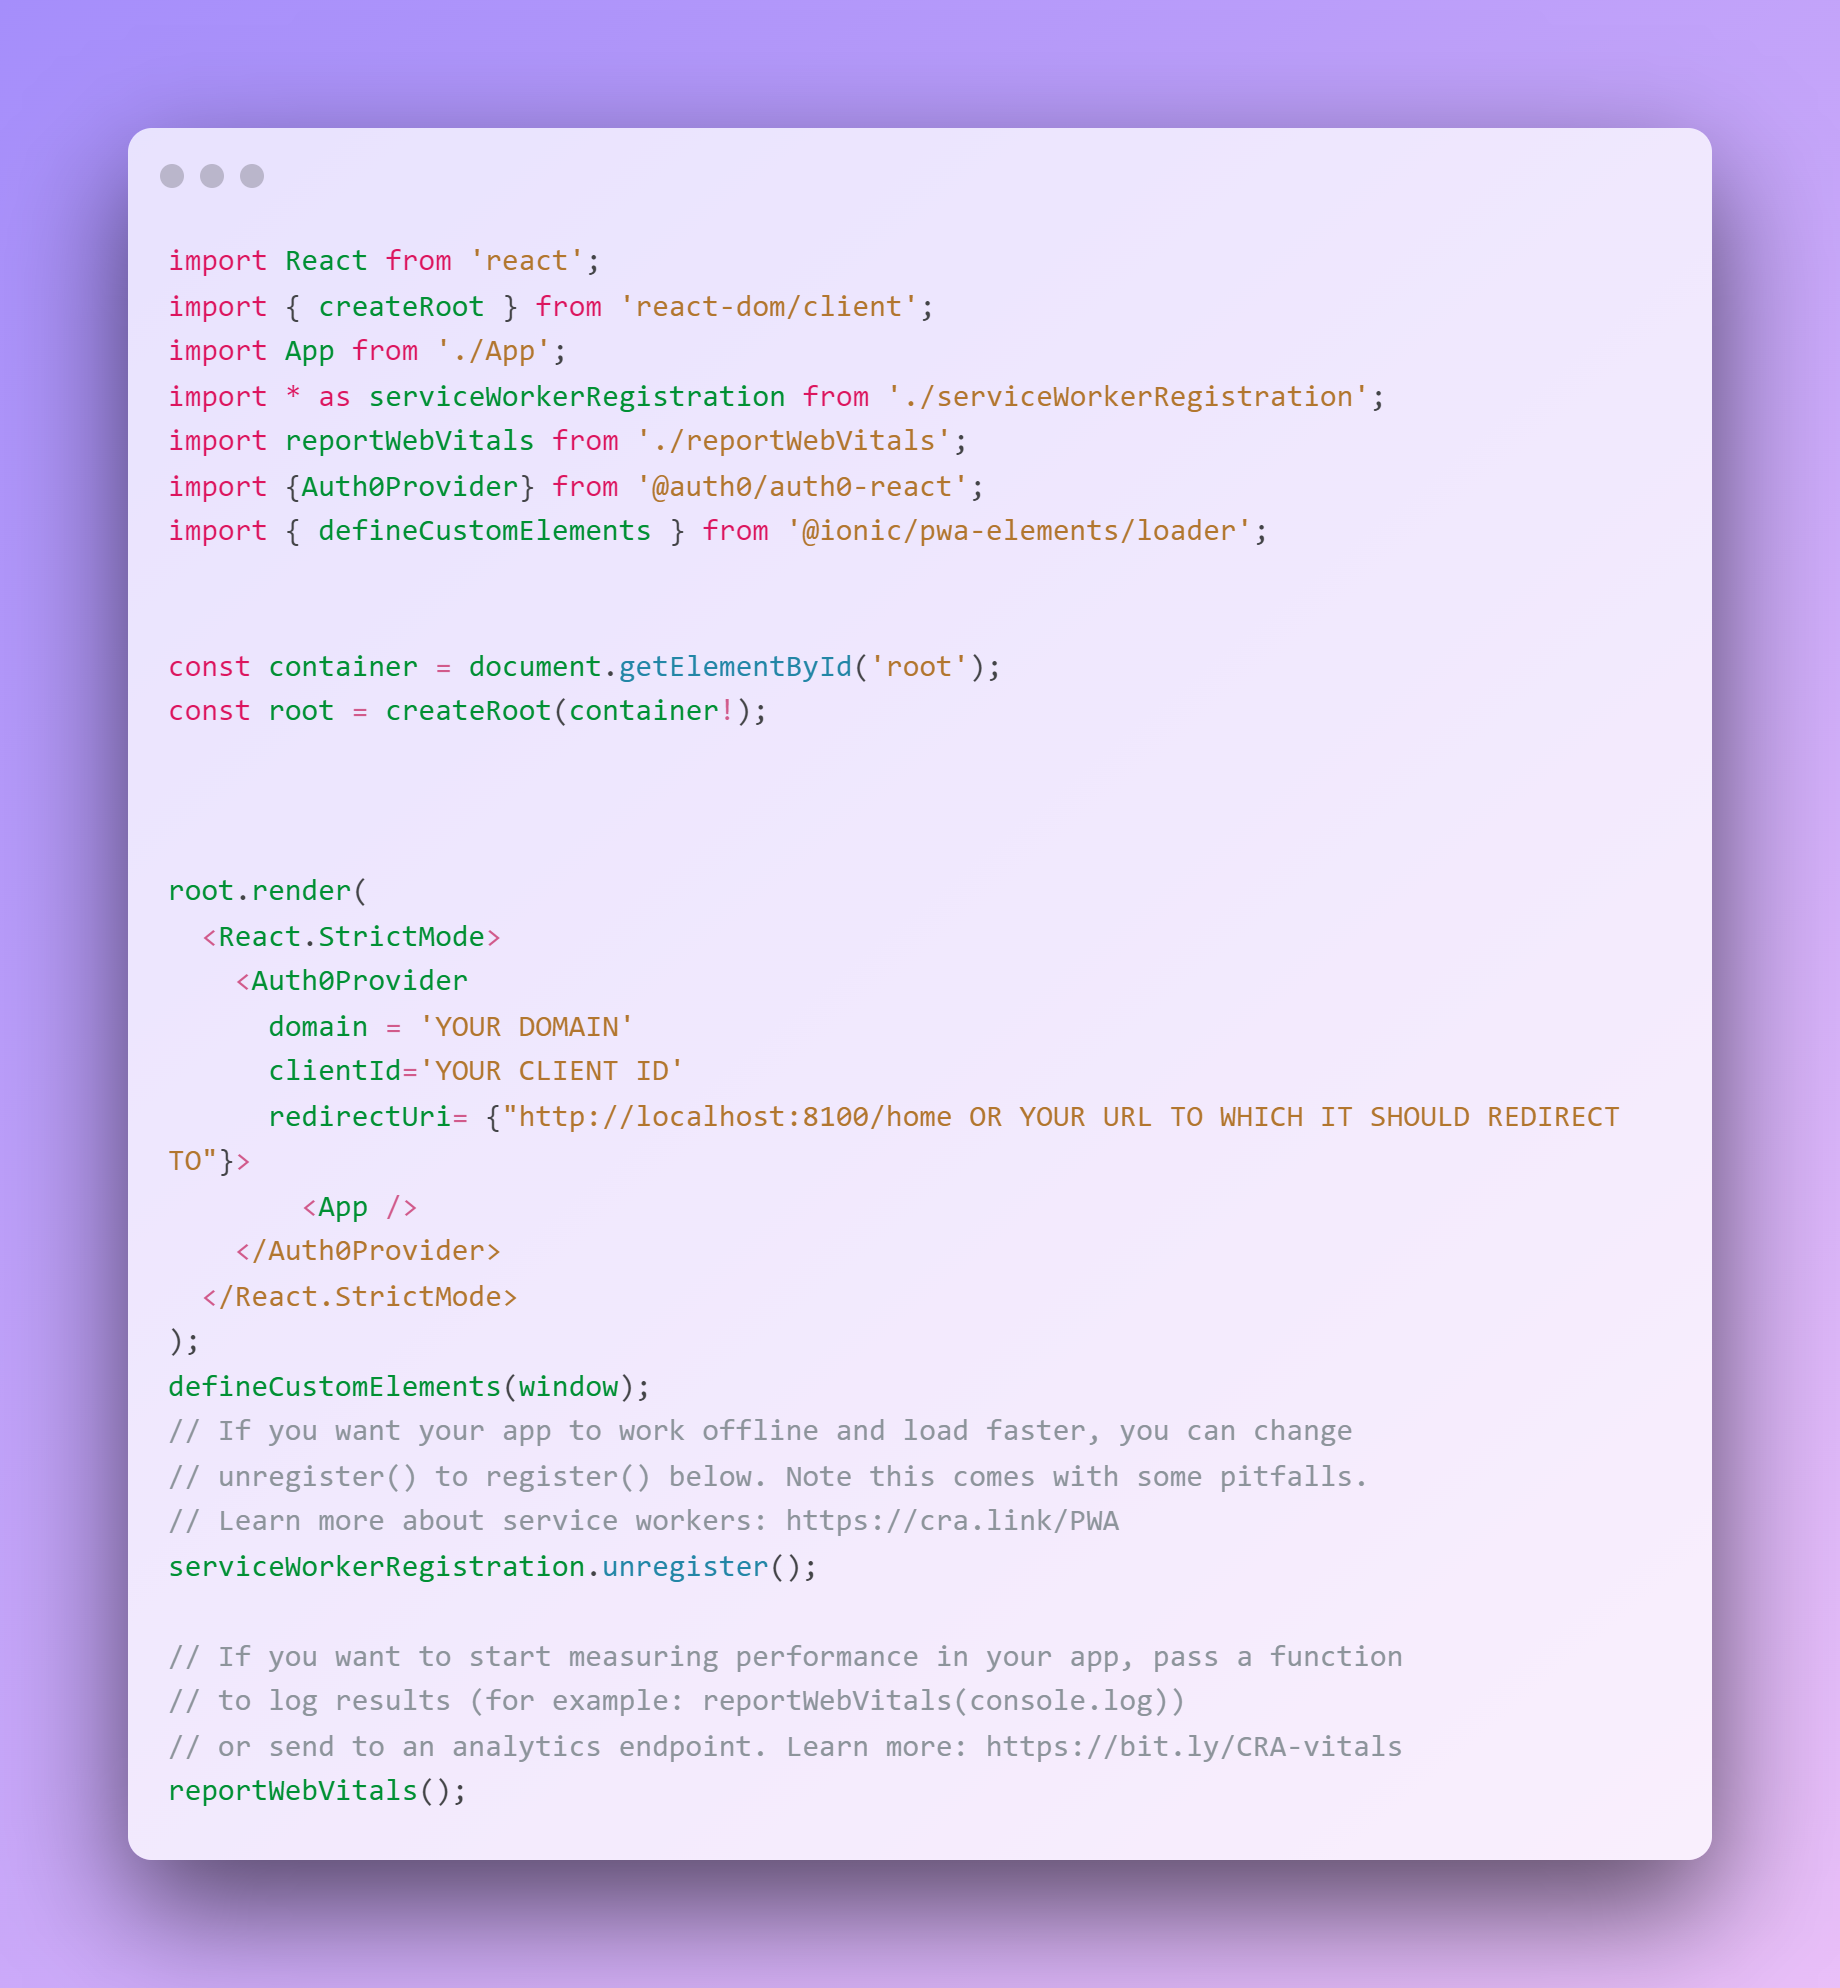 import React from 'react';
import { createRoot } from 'react-dom/client';
import App from './App';
import * as serviceWorkerRegistration from './serviceWorkerRegistration';
import reportWebVitals from './reportWebVitals';
import {Auth0Provider} from '@auth0/auth0-react';
import { defineCustomElements } from '@ionic/pwa-elements/loader';


const container = document.getElementById('root');
const root = createRoot(container!);



root.render(
  <React.StrictMode>
    <Auth0Provider
      domain = 'YOUR DOMAIN'
      clientId='YOUR CLIENT ID'
      redirectUri= {"http://localhost:8100/home OR YOUR URL TO WHICH IT SHOULD REDIRECT
TO"}>
        <App />
    </Auth0Provider>
  </React.StrictMode>
);
defineCustomElements(window);
// If you want your app to work offline and load faster, you can change
// unregister() to register() below. Note this comes with some pitfalls.
// Learn more about service workers: https://cra.link/PWA
serviceWorkerRegistration.unregister();

// If you want to start measuring performance in your app, pass a function
// to log results (for example: reportWebVitals(console.log))
// or send to an analytics endpoint. Learn more: https://bit.ly/CRA-vitals
reportWebVitals();